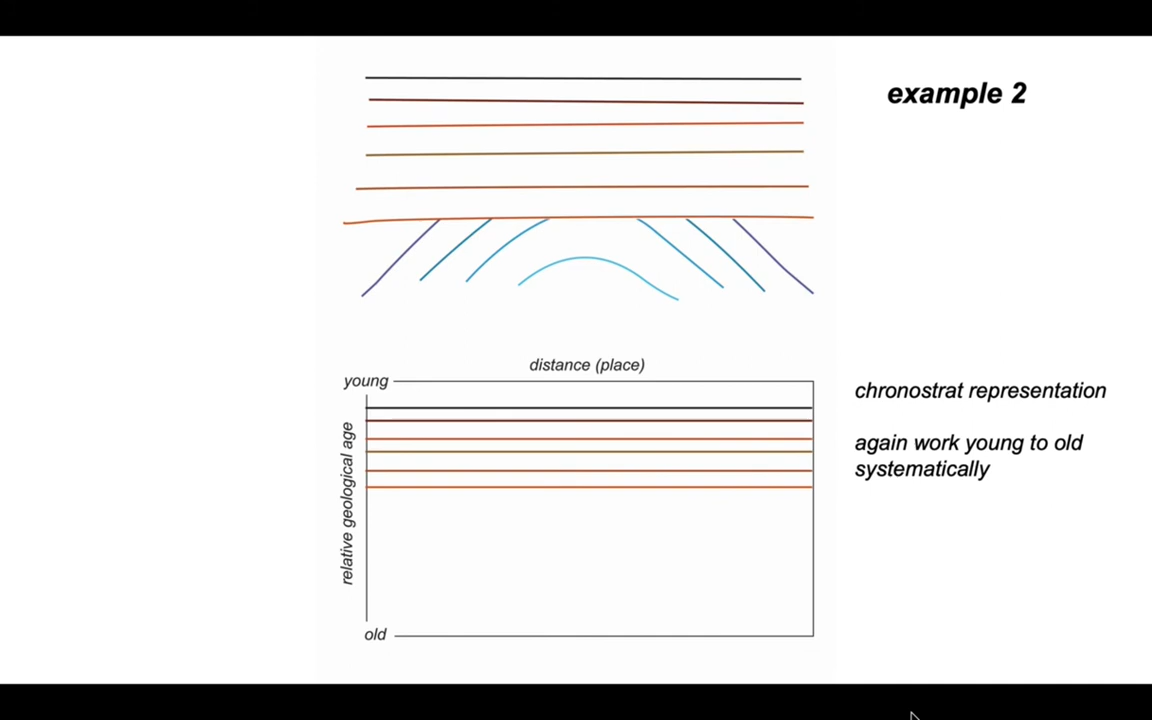 example 2
distance (place)
young
relative geological age
old
chronostrat representation
again work young to old
systematically